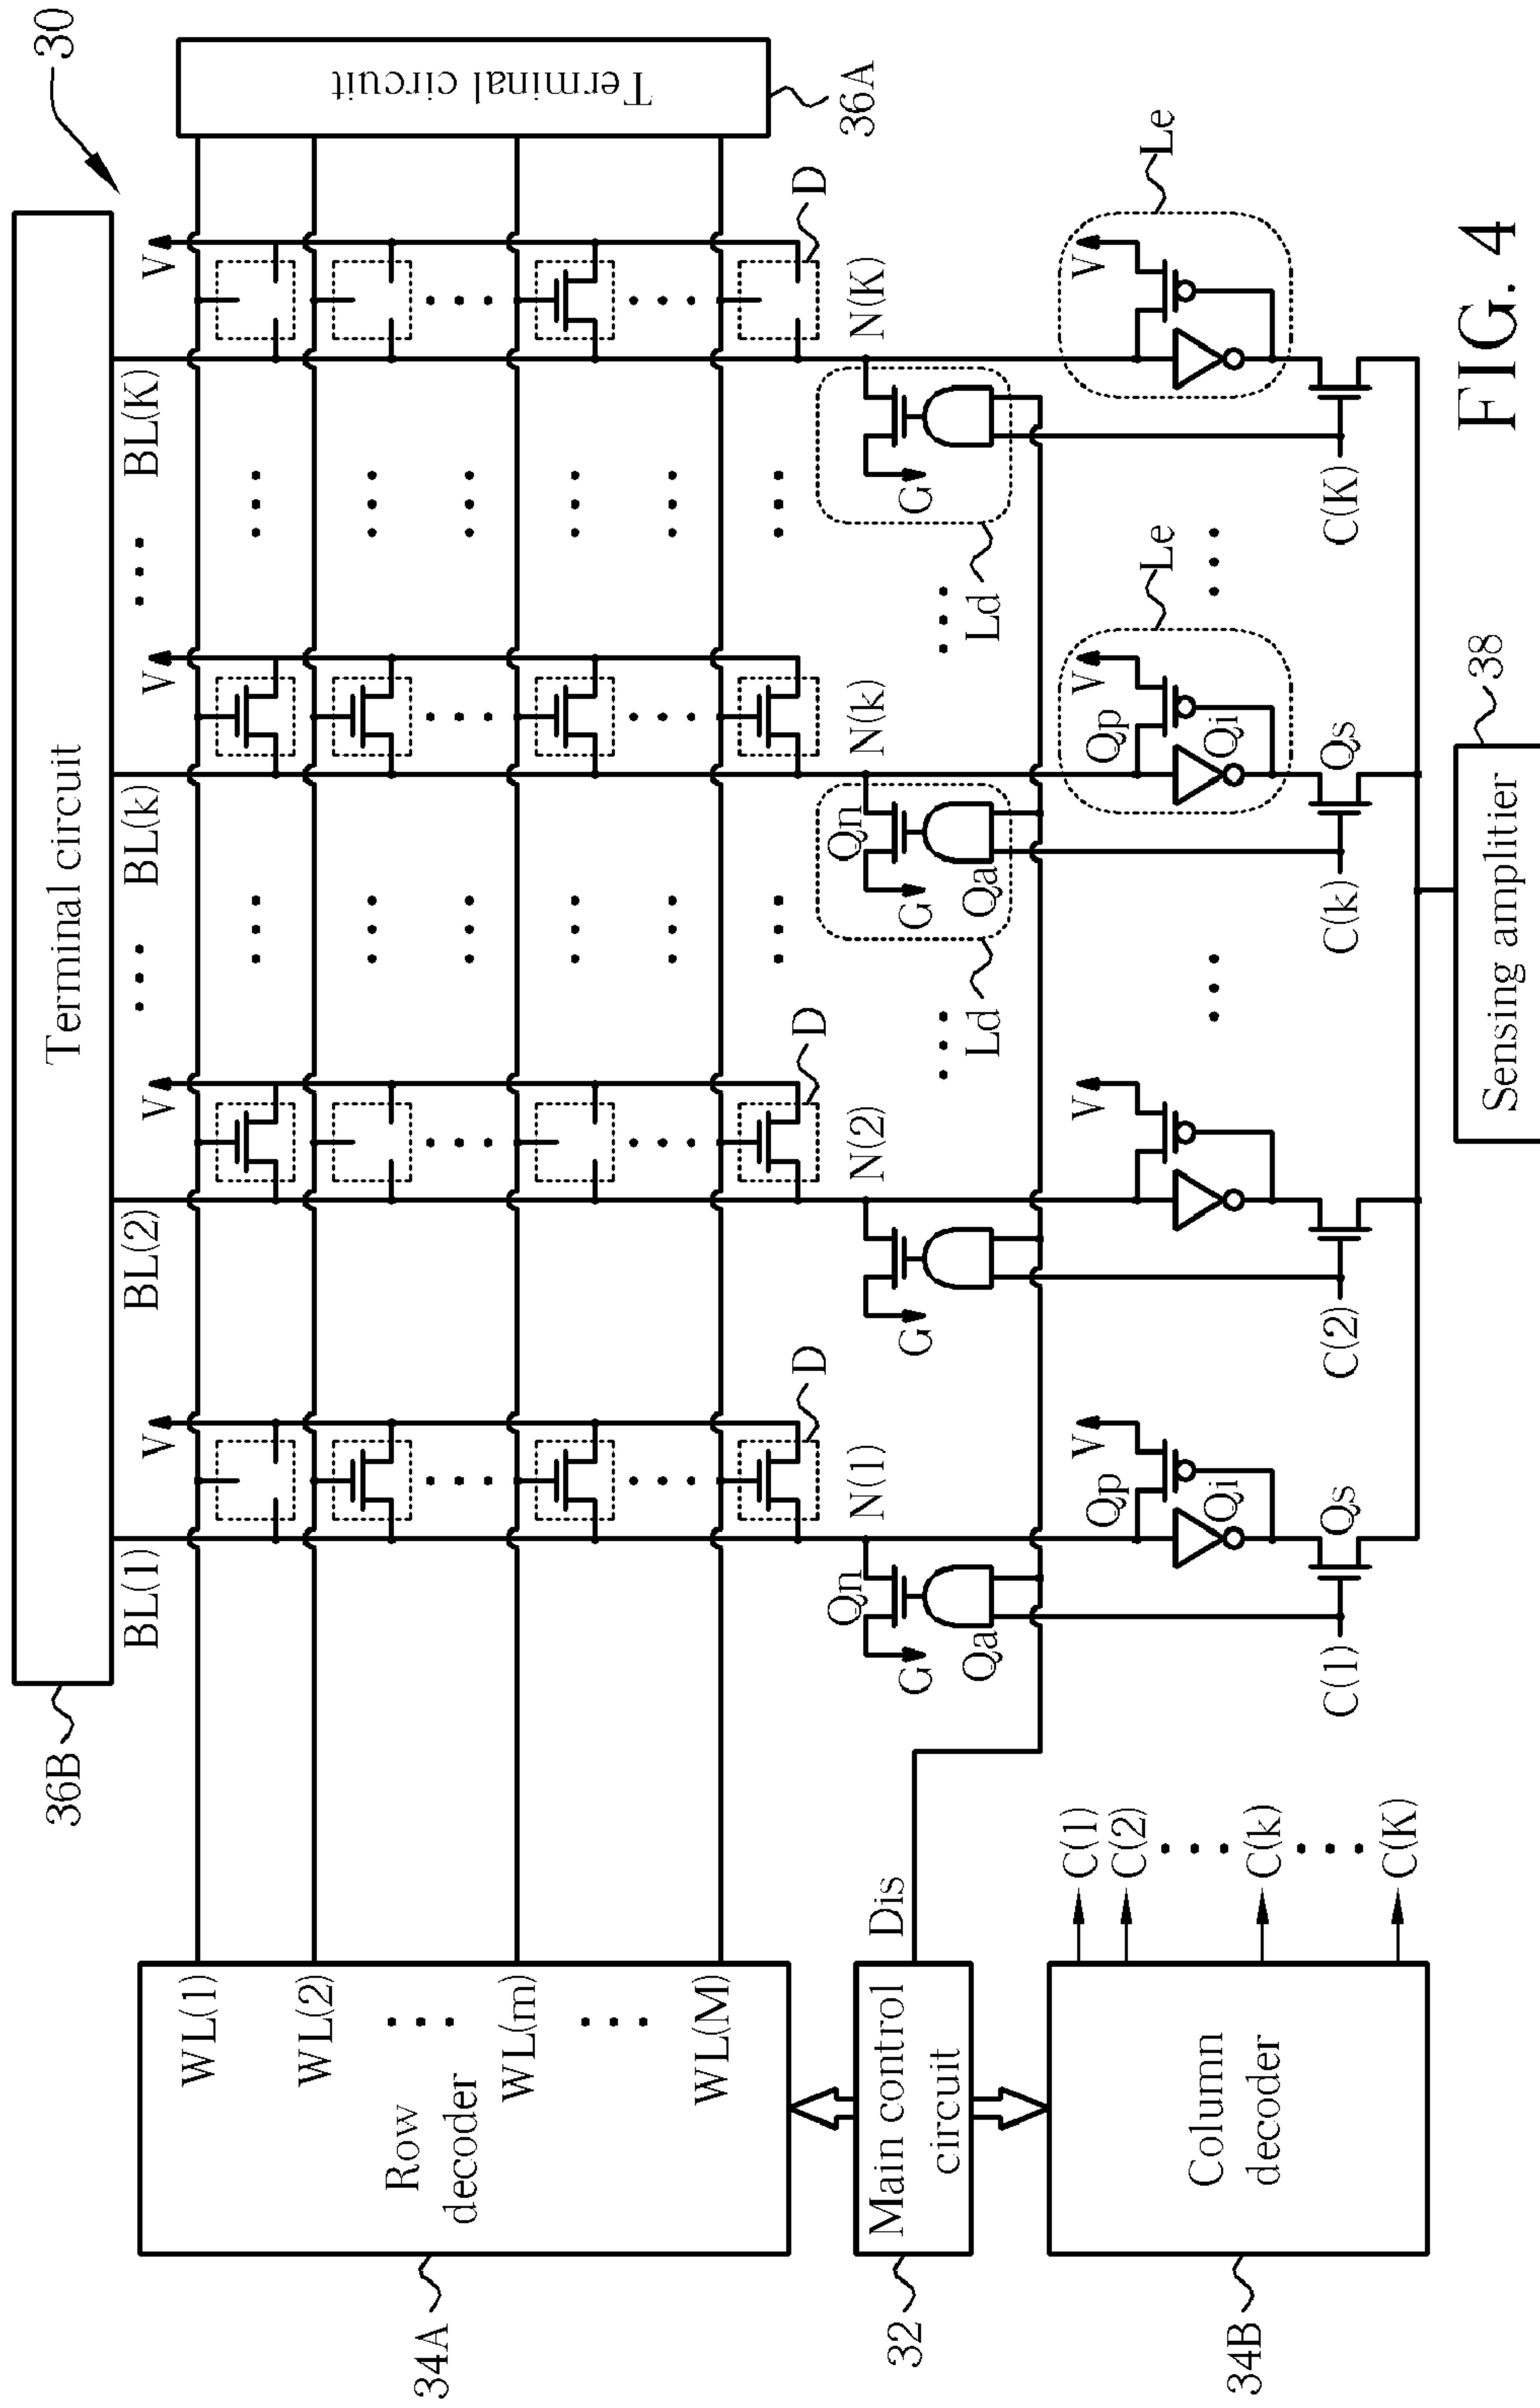 30
36B
Terminal circuit
Terminal circuit
36A
BL(1)
BL(2)
• • •
BL(k)
• • •
BL(K)
V
V
V
V
34A
Row
decoder
WL(1)
WL(2)
• • •
WL(m)
• • •
WL(M)
D
D
D
N(1)
N(2)
N(k)
N(K)
32
Main control
circuit
Dis
Qn
G
Qa
G
Qn
G
Qa
Ld
G
Ld
34B
Column
decoder
C(1)
C(2)
C(k)
C(K)
V
Qp
Qi
V
V
Qp
Qi
Le
V
Le
Qs
Qs
C(1)
C(2)
C(k)
C(K)
Sensing amplitier
38
FIG. 4